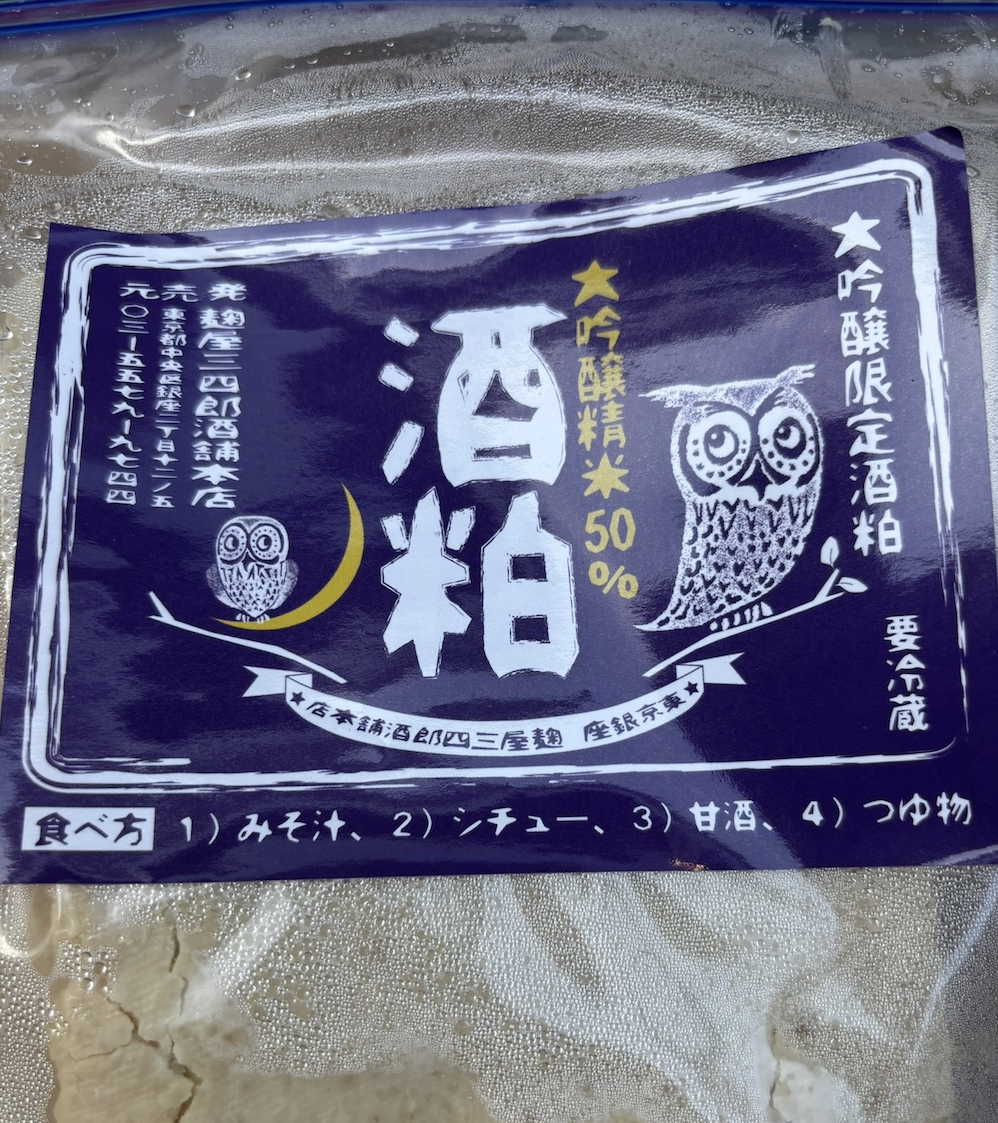 ★吟醸限定酒粕
要冷蔵
★吟醸精米50%
酒粕
発麹屋三四郎酒舗本店
売東京都中央区銀座二丁目十二ノ五
元〇三ー五五七九ー九七四四
★東京銀座 麹屋三四郎酒舗本店★
食べ方 1)みそ汁、2)シチュー、3)甘酒、4)つゆ物